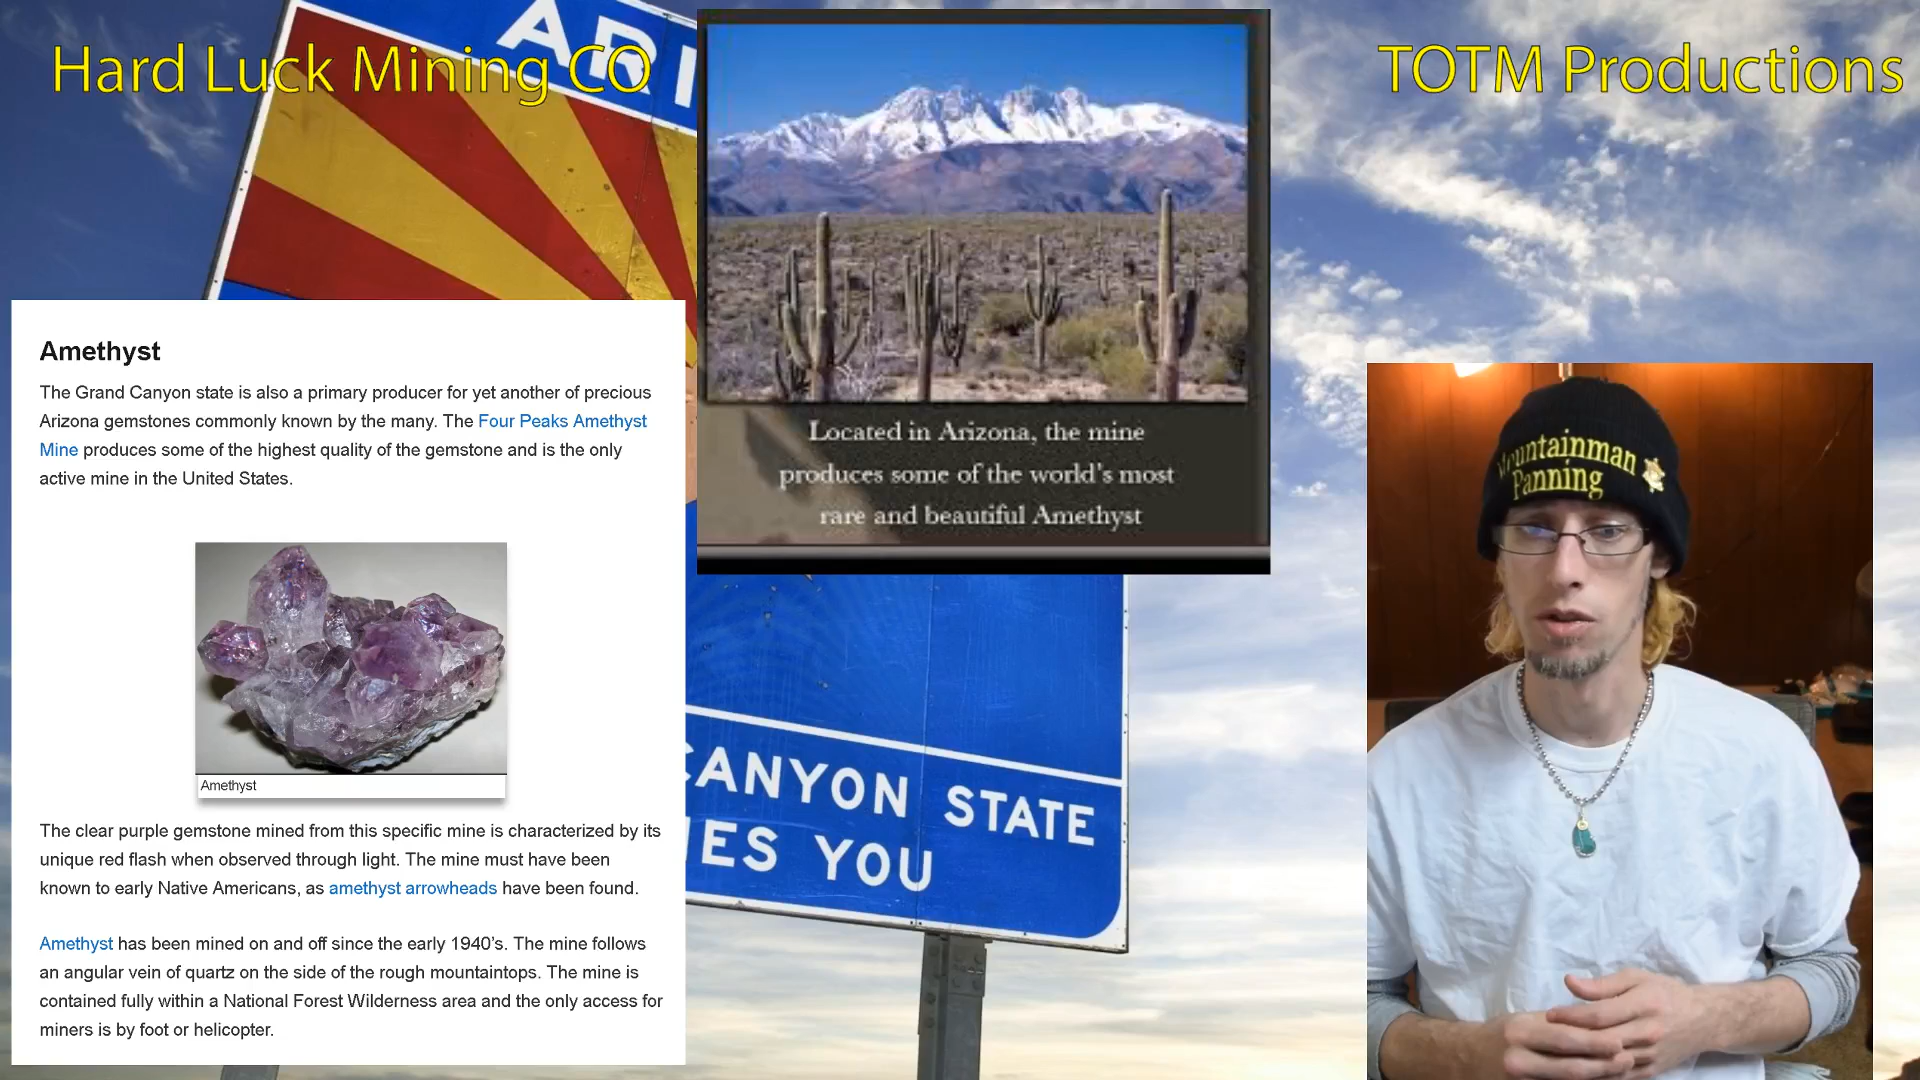 Hard Luck Mining CO
TOTM Productions
ARI
Amethyst
The Grand Canyon state is also a primary producer for yet another of precious
Arizona gemstones commonly known by the many. The Four Peaks Amethyst
Mine produces some of the highest quality of the gemstone and is the only
active mine in the United States.
Amethyst
The clear purple gemstone mined from this specific mine is characterized by its
unique red flash when observed through light. The mine must have been
known to early Native Americans, as amethyst arrowheads have been found.
Amethyst has been mined on and off since the early 1940's. The mine follows
an angular vein of quartz on the side of the rough mountaintops. The mine is
contained fully within a National Forest Wilderness area and the only access for
miners is by foot or helicopter.
Located in Arizona, the mine
produces some of the world's most
rare and beautiful Amethyst
CANYON STATE
ES YOU
untainman
Panning